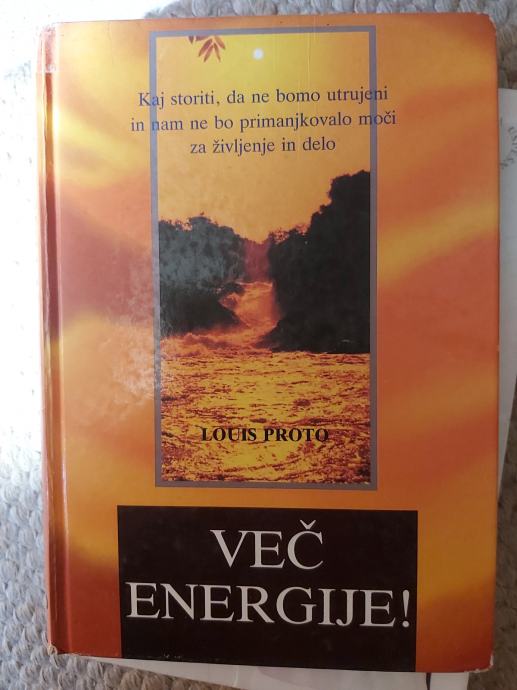 Kaj storiti, da ne bomo utrujeni
in nam ne bo primanjkovalo moči
za življenje in delo
LOUIS PROTO
VEČ
ENERGIJE!